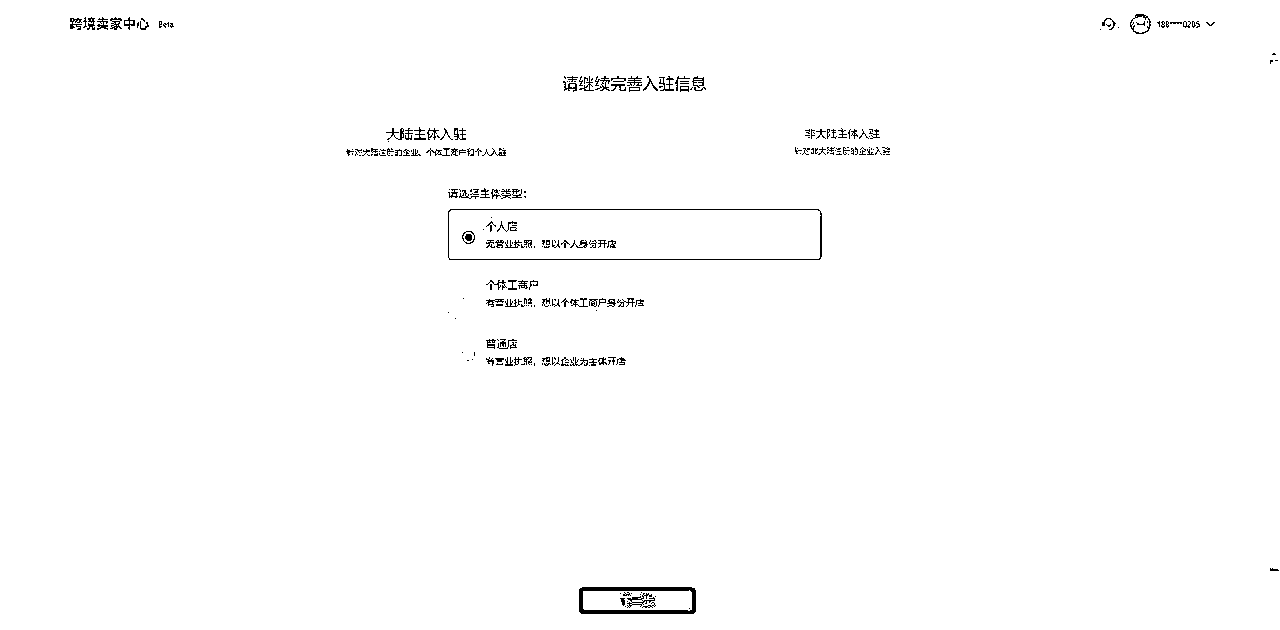 跨境卖家中心 Beta
188****0205
请继续完善入驻信息
大陆主体入驻
针对大陆注册的企业、个体工商户和个人入驻
非大陆主体入驻
针对非大陆注册的企业入驻
请选择主体类型:
个人店
无营业执照，想以个人身份开店
个体工商户
有营业执照，想以个体工商户身份开店
普通店
有营业执照，想以企业为主体开店
下一步